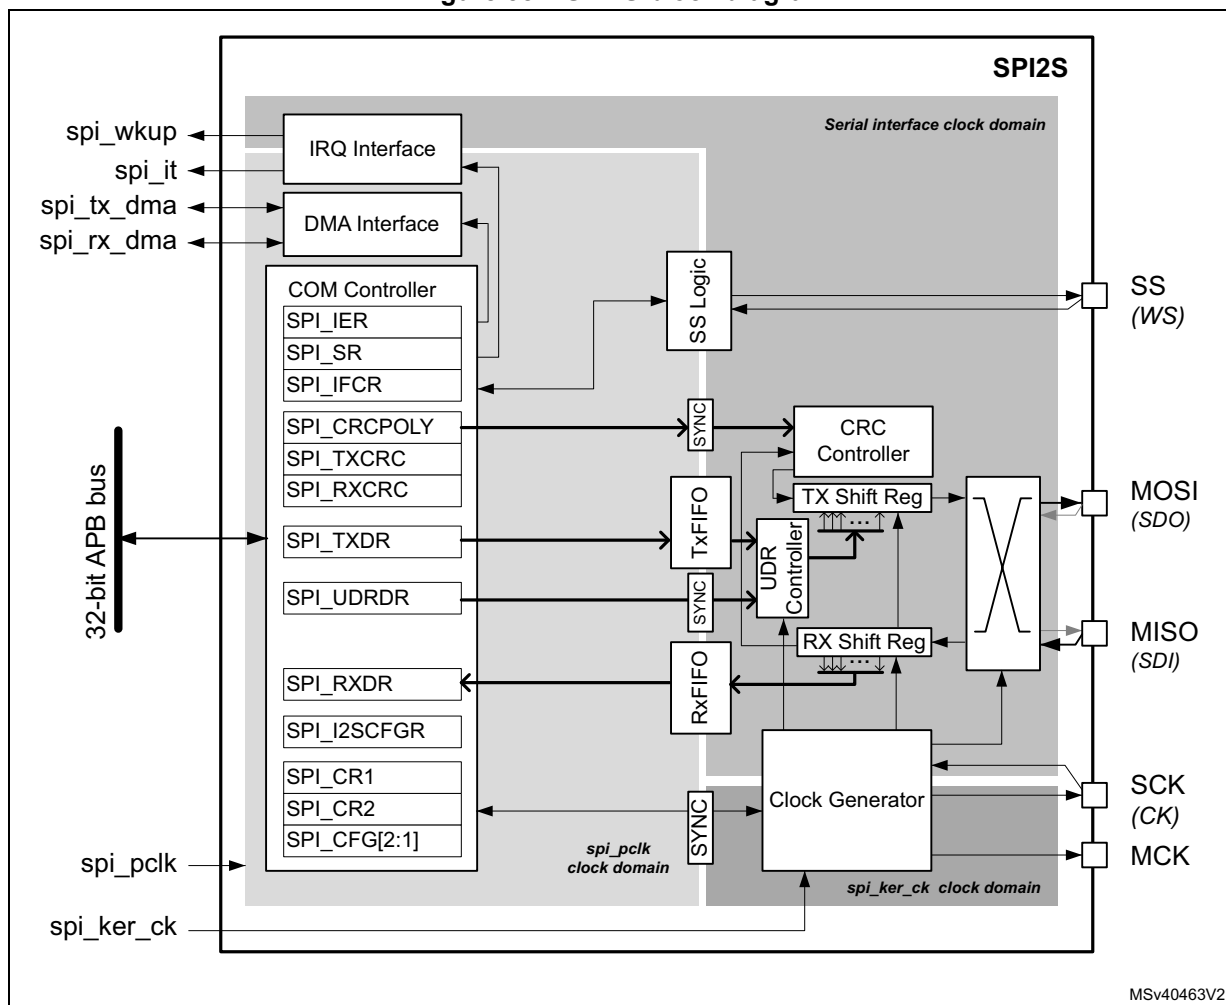 SPI2S
Serial interface clock domain
spi_wkup
spi_it
spi_tx_dma
spi_rx_dma
IRQ Interface
DMA Interface
COM Controller
SPI_IER
SPI_SR
SPI_IFCR
SPI_CRCPOLY
SPI_TXCRC
SPI_RXCRC
SPI_TXDR
SPI_UDRDR
SPI_RXDR
SPI_I2SCFGR
SPI_CR1
SPI_CR2
SPI_CFG[2:1]
32-bit APB bus
spi_pclk
spi_ker_ck
SS Logic
SYNC
TxFIFO
SYNC
RxFIFO
SYNC
spi_pclk
clock domain
CRC
Controller
TX Shift Reg
...
UDR
Controller
RX Shift Reg
...
Clock Generator
spi_ker_ck clock domain
SS
(WS)
MOSI
(SDO)
MISO
(SDI)
SCK
(CK)
MCK
MSv40463V2